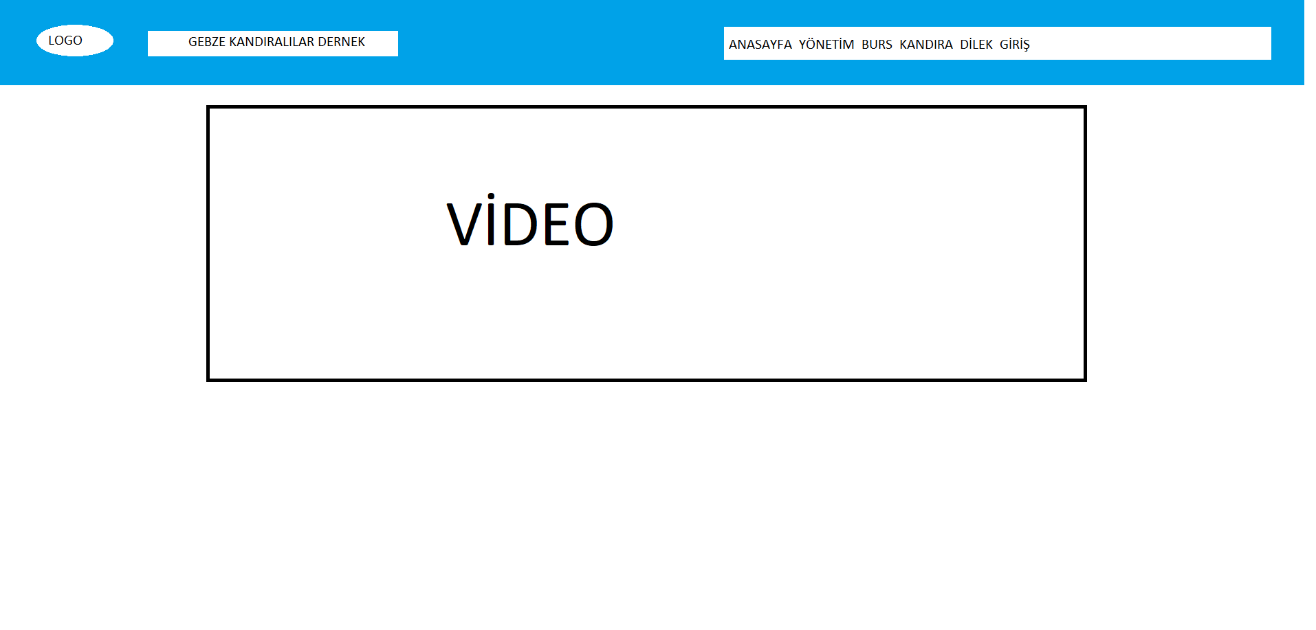 LOGO
GEBZE KANDIRALILAR DERNEK
ANASAYFA YÖNETİM BURS KANDIRA DİLEK GİRİŞ
VİDEO